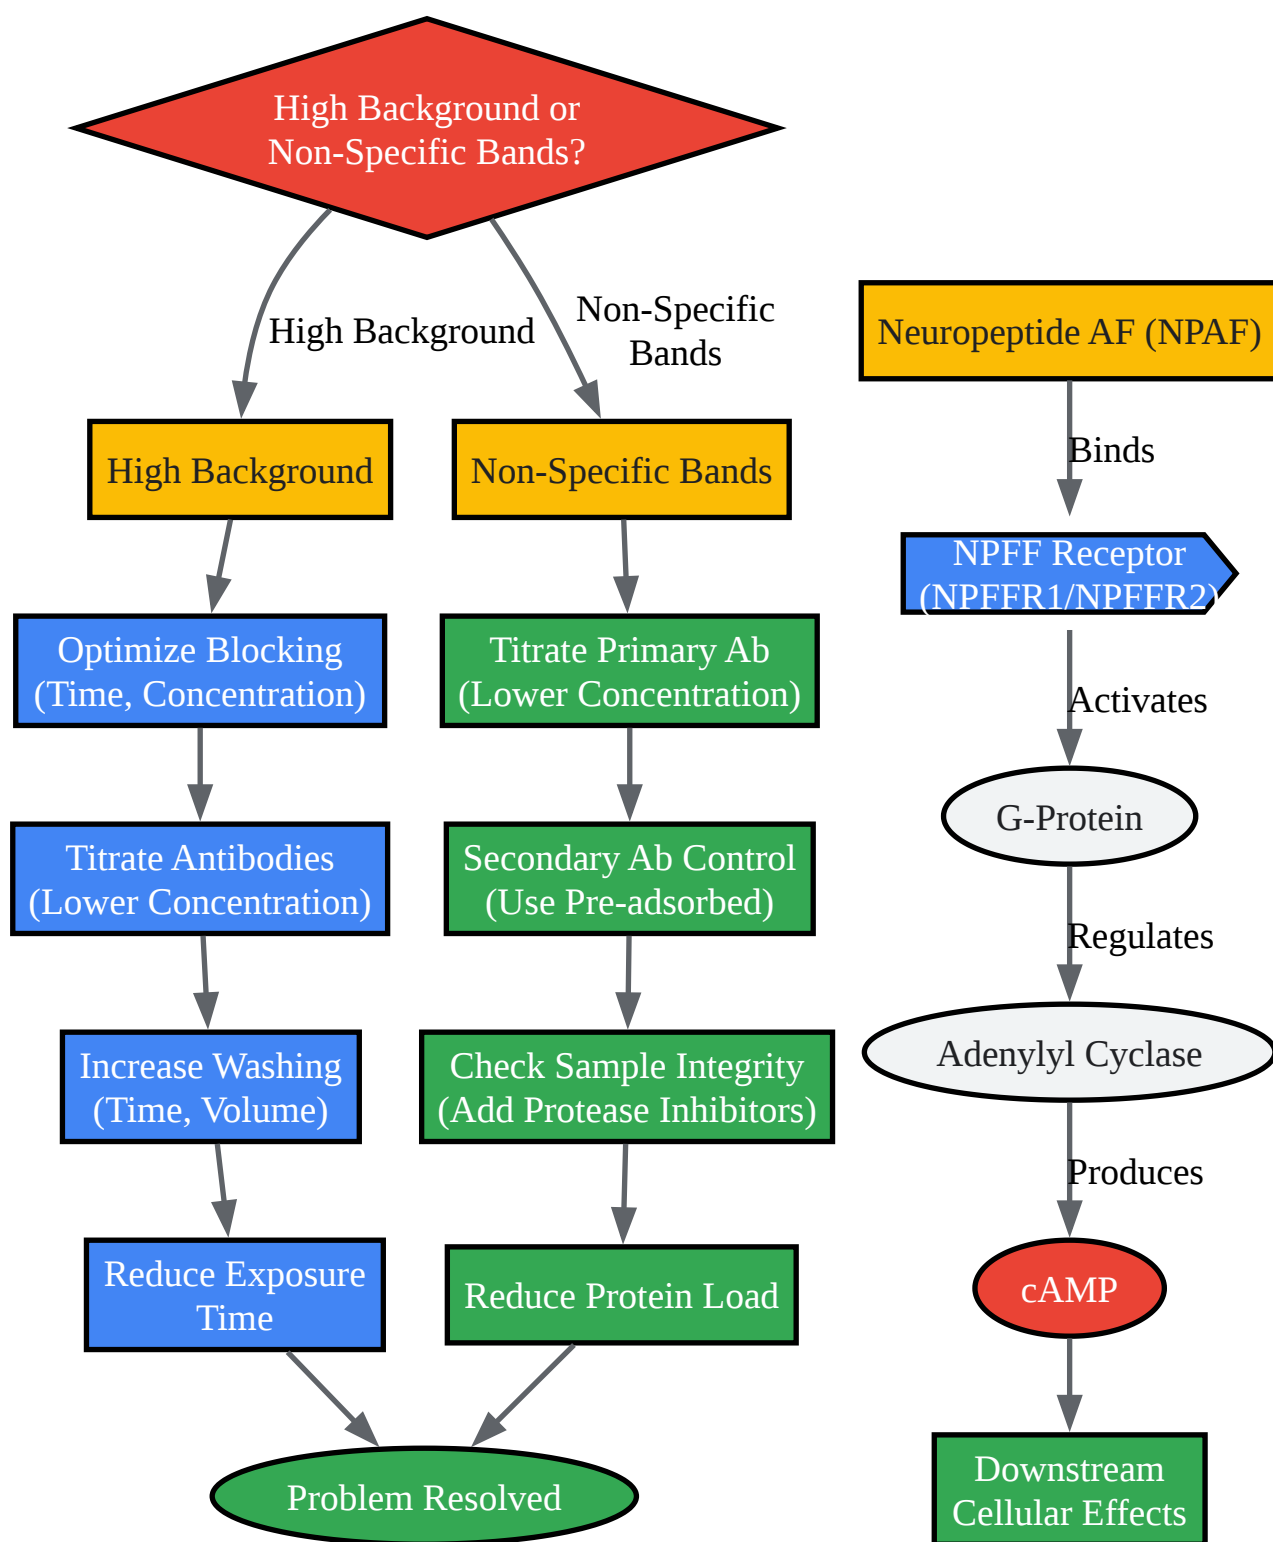 High Background or
Non-Specific Bands?
High Background
Non-Specific
Bands
High Background
Non-Specific Bands
Optimize Blocking
(Time, Concentration)
Titrate Primary Ab
(Lower Concentration)
Titrate Antibodies
(Lower Concentration)
Secondary Ab Control
(Use Pre-adsorbed)
Increase Washing
(Time, Volume)
Check Sample Integrity
(Add Protease Inhibitors)
Reduce Exposure
Time
Reduce Protein Load
Problem Resolved
Neuropeptide AF (NPAF)
Binds
NPFF Receptor
(NPFFR1/NPFFR2)
Activates
G-Protein
Regulates
Adenylyl Cyclase
Produces
cAMP
Downstream
Cellular Effects